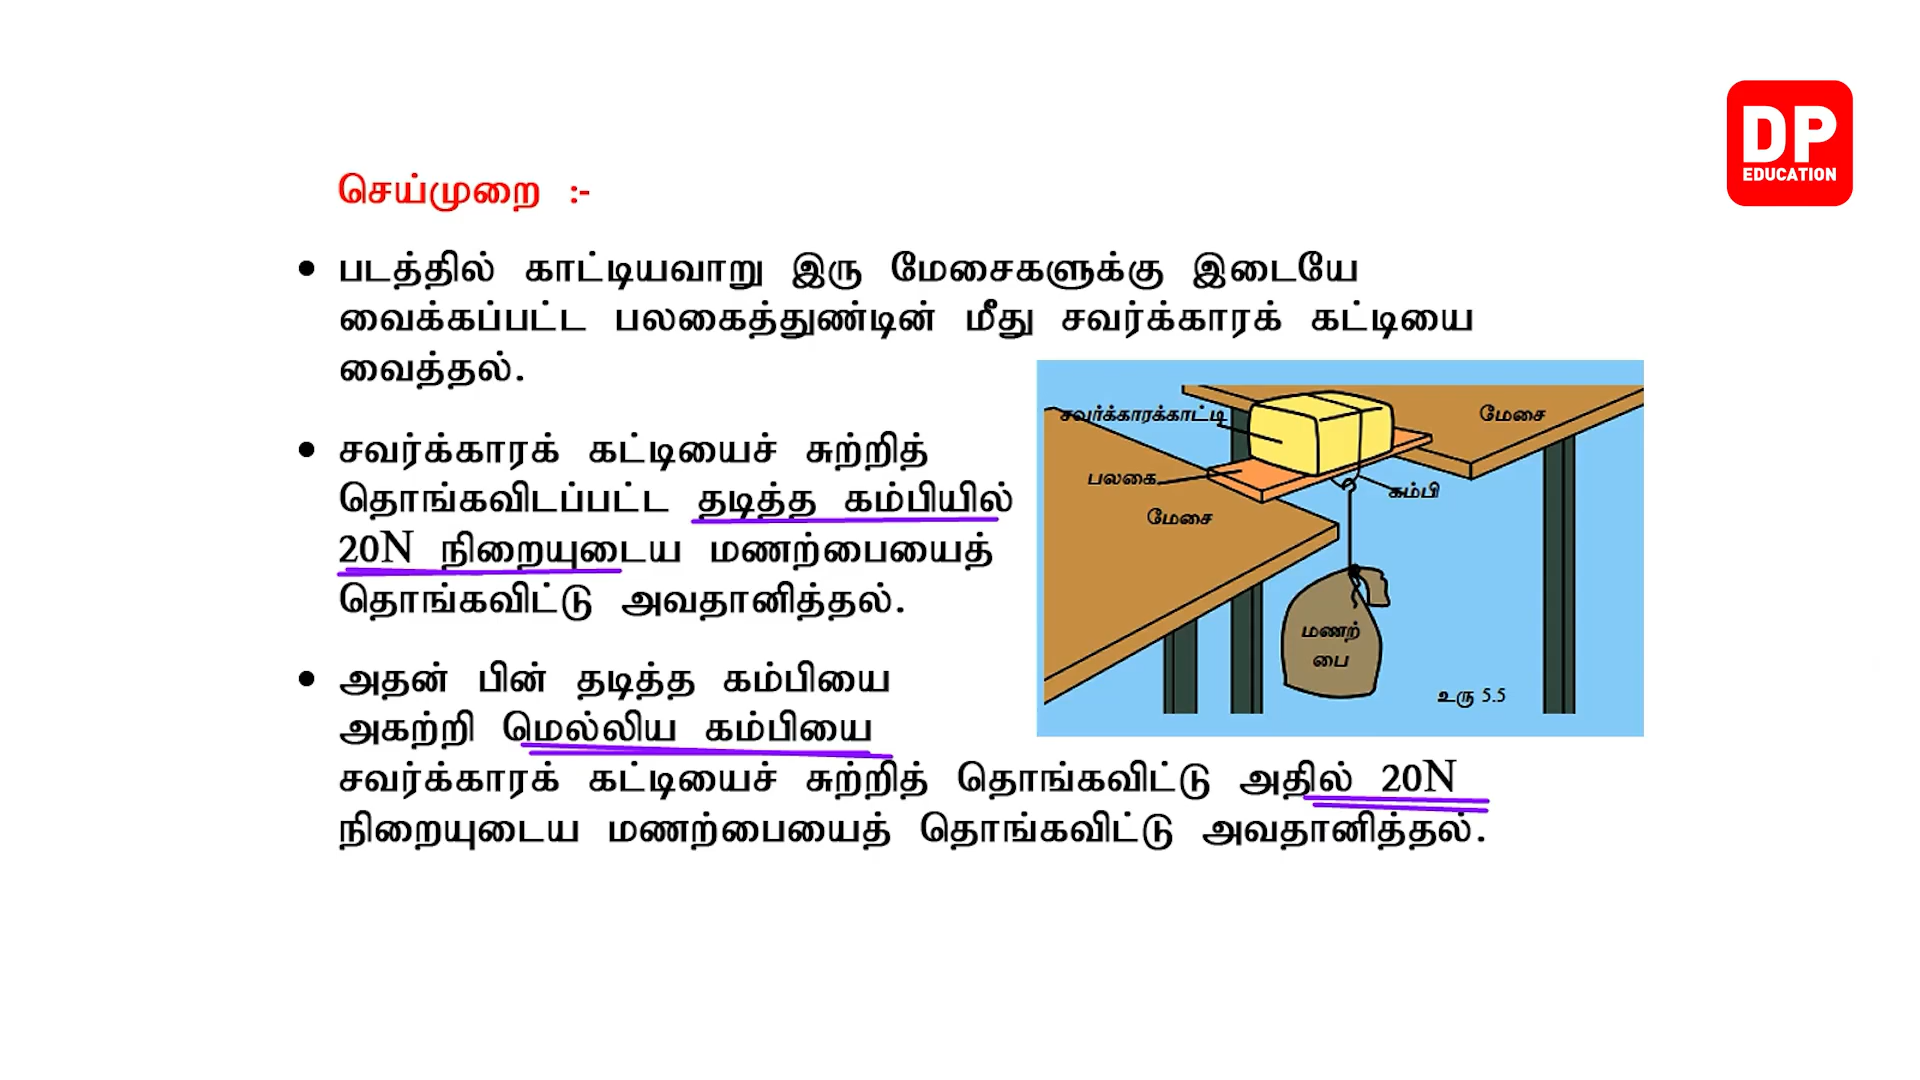 DP
EDUCATION
செய்முறை :-
• படத்தில் காட்டியவாறு இரு மேசைகளுக்கு இடையே
வைக்கப்பட்ட பலகைத்துண்டின் மீது சவர்க்காரக் கட்டியை
வைத்தல்.
• சவர்க்காரக் கட்டியைச் சுற்றித்
தொங்கவிடப்பட்ட தடித்த கம்பியில்
20N நிறையுடைய மணற்பையைத்
தொங்கவிட்டு அவதானித்தல்.
• அதன் பின் தடித்த கம்பியை
அகற்றி மெல்லிய கம்பியை
சவர்க்காரக் கட்டியைச் சுற்றித் தொங்கவிட்டு அதில் 20N
நிறையுடைய மணற்பையைத் தொங்கவிட்டு அவதானித்தல்.
சவர்க்காரக்காட்டி
மேசை
பலகை
கம்பி
மேசை
மணற்
பை
உரு 5.5